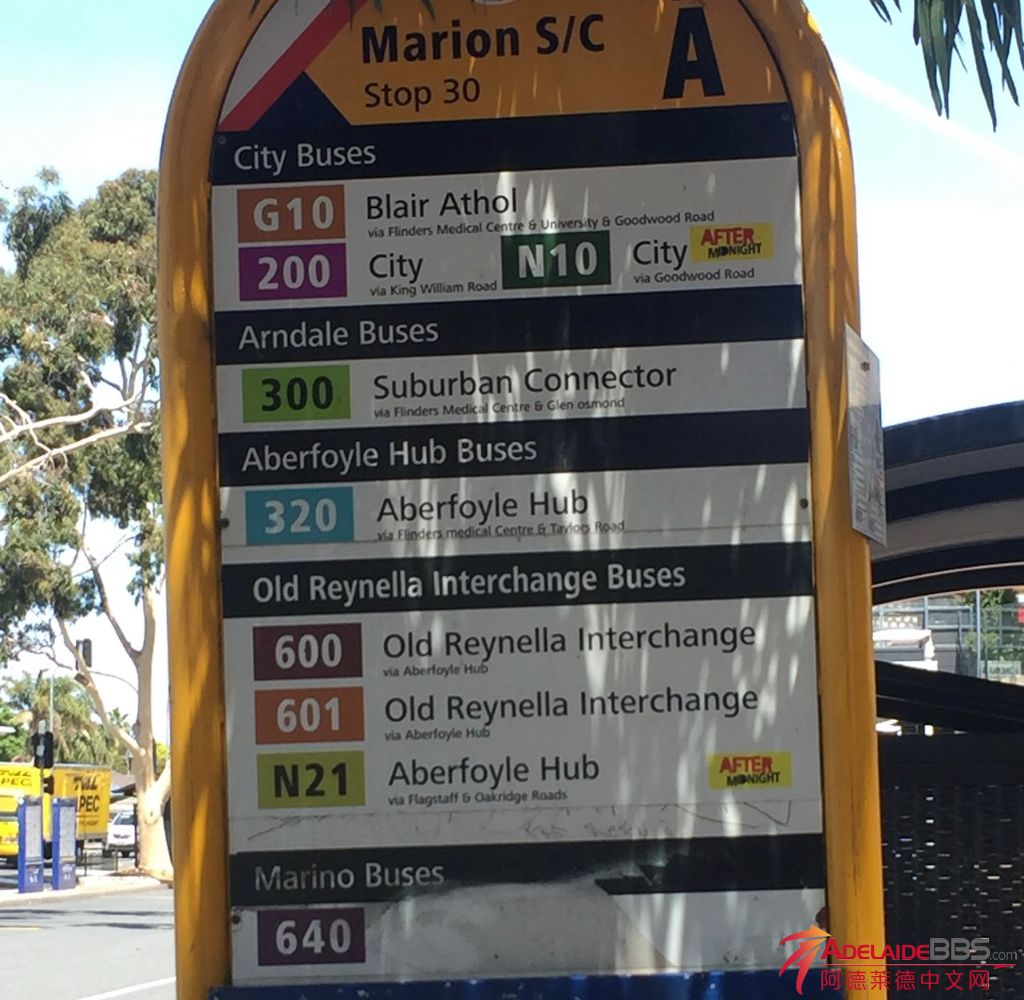 Marion S/C
A
Stop 30
City Buses
G10 Blair Athol
via Flinders Medical Centre & University & Goodwood Road
200 City N10 City AFTER MIDNIGHT
via King William Road via Goodwood Road
Arndale Buses
300 Suburban Connector
via Flinders Medical Centre & Glen osmond
Aberfoyle Hub Buses
320 Aberfoyle Hub
via Flinders medical Centre & Taylors Road
Old Reynella Interchange Buses
600 Old Reynella Interchange
via Aberfoyle Hub
601 Old Reynella Interchange
via Aberfoyle Hub
N21 Aberfoyle Hub AFTER MIDNIGHT
via Flagstaff & Oakridge Roads
Marino Buses
640
PEC
PEC
ADELAIDEBBS.com
阿德莱德中文网